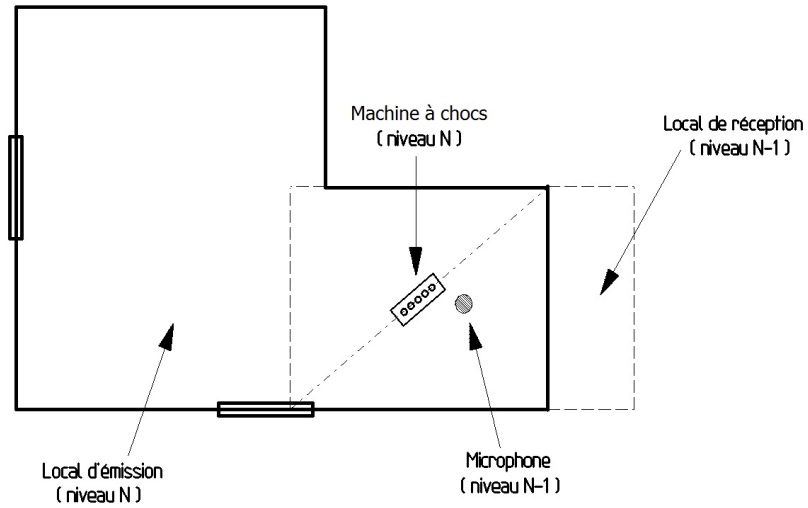 Machine à chocs
( niveau N )
Local de réception
( niveau N-1 )
Local d'émission
( niveau N )
Microphone
( niveau N-1 )